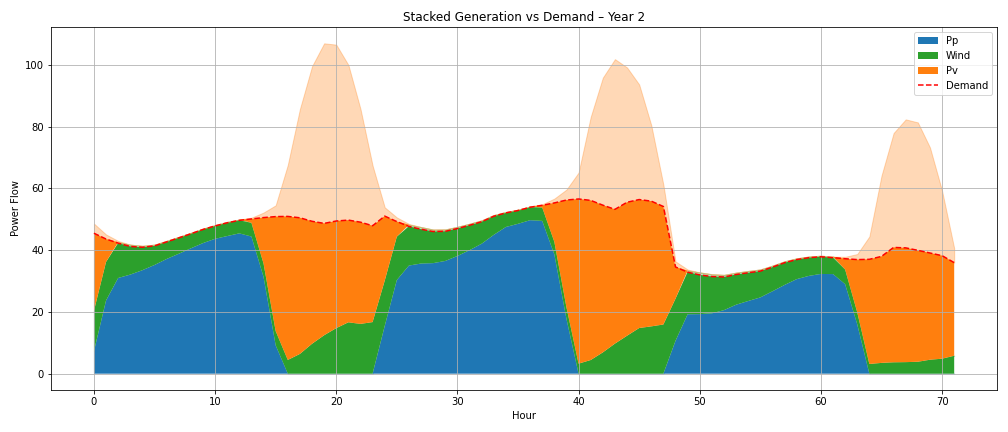 Stacked Generation vs Demand – Year 2
Pp
Wind
Pv
Demand
Power Flow
100
80
60
40
20
0
0 10 20 30 40 50 60 70
Hour